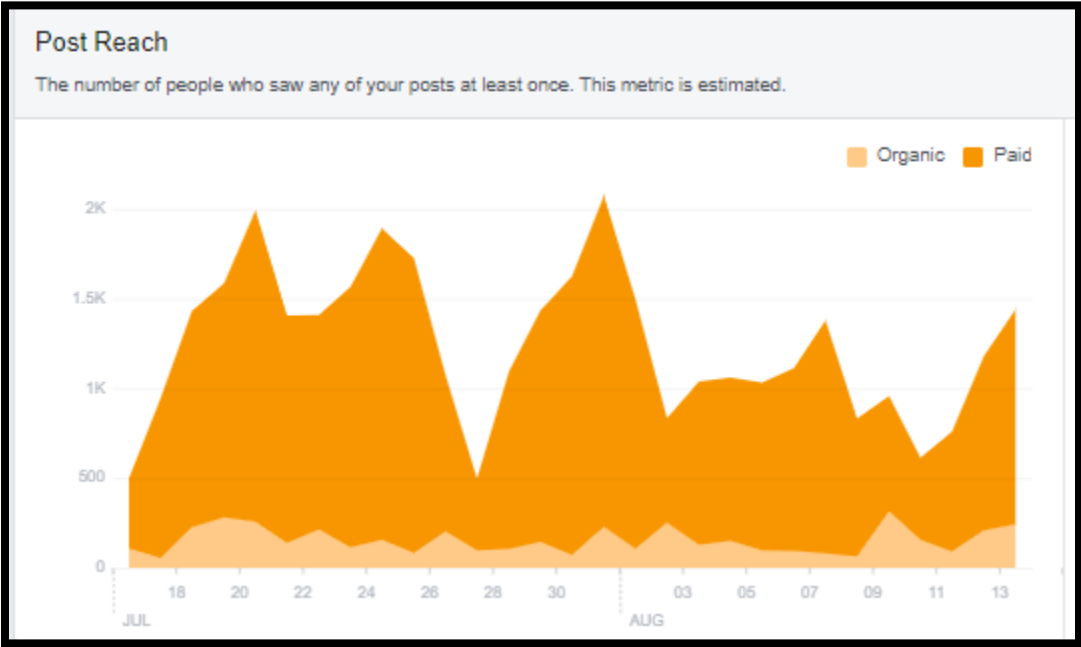 Post Reach
The number of people who saw any of your posts at least once. This metric is estimated.
Organic Paid
2K
1.5K
1K
500
0
18 20 22 24 26 28 30 03 05 07 09 11 13
JUL AUG